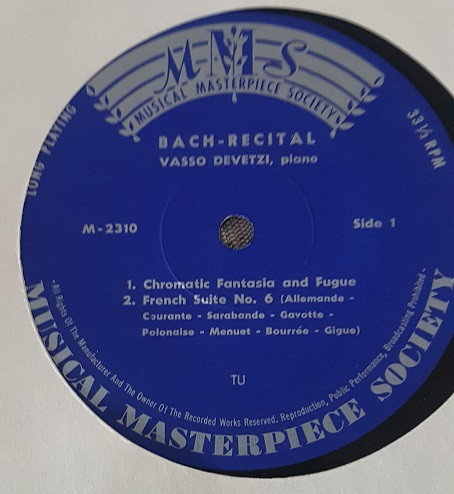 MMS
MUSICAL MASTERPIECE SOCIETY
LONG PLAYING
33⅓ RPM
BACH-RECITAL
VASSO DEVETZI, piano
M-2310
Side 1
1. Chromatic Fantasia and Fugue
2. French Suite No. 6 (Allemande -
Courante - Sarabande - Gavotte -
Polonaise - Menuet - Bourrée - Gigue)
TU
- All Rights Of The Manufacturer And The Owner Of The Recorded Works Reserved. Reproduction, Public Performance, Broadcasting Prohibited -
MUSICAL MASTERPIECE SOCIETY